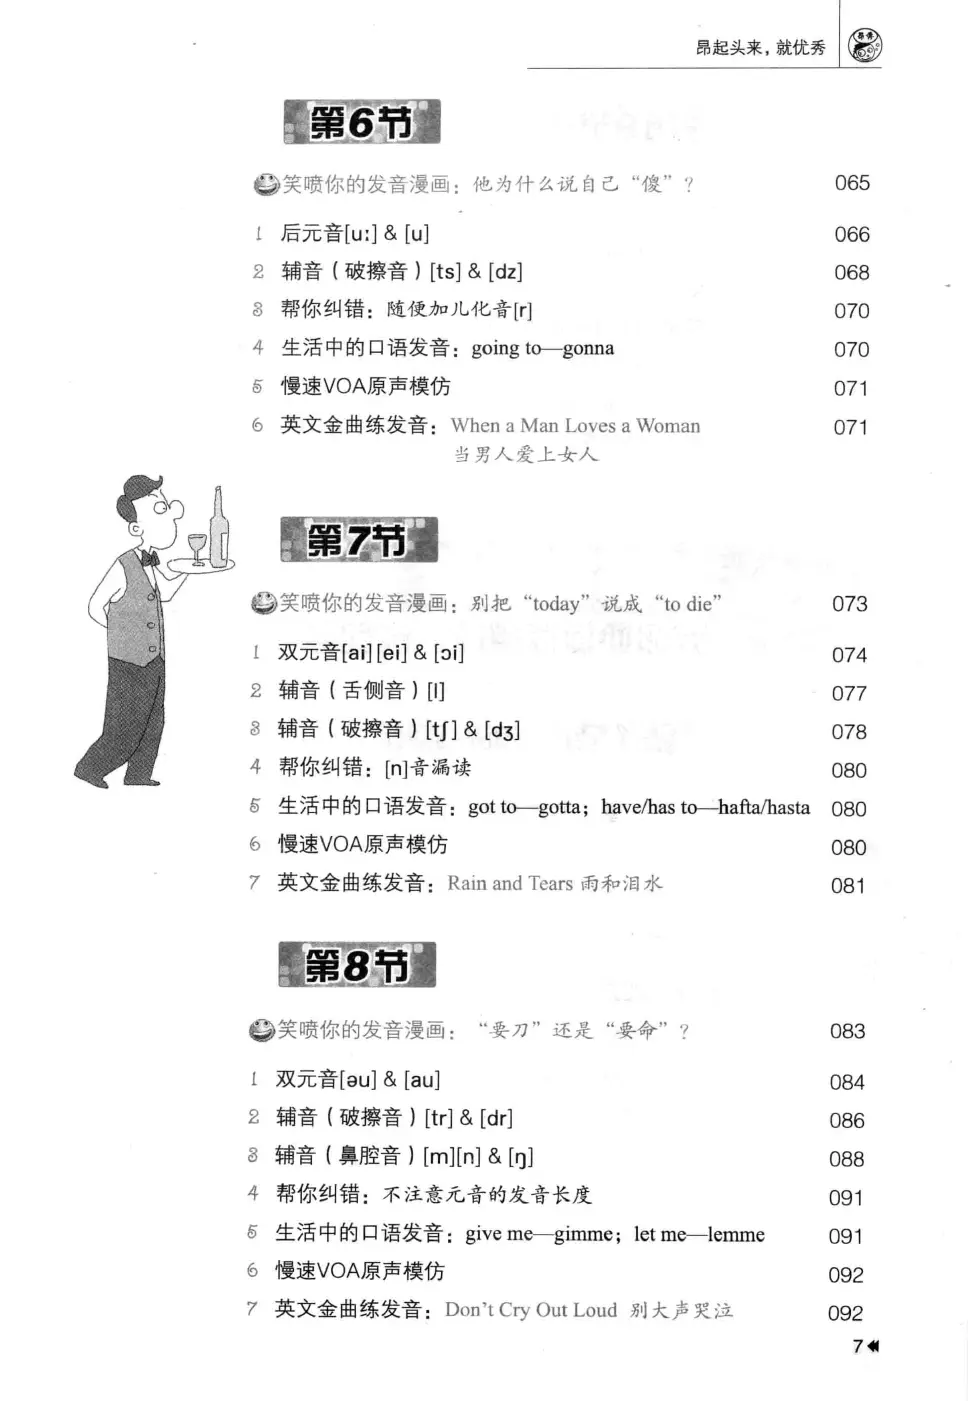 昂起头来，就优秀
第6节
笑喷你的发音漫画：他为什么说自己“傻”？ 065
1 后元音[u:] & [u] 066
2 辅音（破擦音）[ts] & [dz] 068
3 帮你纠错：随便加儿化音[r] 070
4 生活中的口语发音：going to—gonna 070
5 慢速VOA原声模仿 071
6 英文金曲练发音：When a Man Loves a Woman 071
当男人爱上女人
第7节
笑喷你的发音漫画：别把“today”说成“to die” 073
1 双元音[ai][ei] & [ɔi] 074
2 辅音（舌侧音）[l] 077
3 辅音（破擦音）[tʃ] & [dʒ] 078
4 帮你纠错：[n]音漏读 080
5 生活中的口语发音：got to—gotta；have/has to—hafta/hasta 080
6 慢速VOA原声模仿 080
7 英文金曲练发音：Rain and Tears 雨和泪水 081
第8节
笑喷你的发音漫画：“要刀”还是“要命”？ 083
1 双元音[əu] & [au] 084
2 辅音（破擦音）[tr] & [dr] 086
3 辅音（鼻腔音）[m][n] & [ŋ] 088
4 帮你纠错：不注意元音的发音长度 091
5 生活中的口语发音：give me—gimme；let me—lemme 091
6 慢速VOA原声模仿 092
7 英文金曲练发音：Don't Cry Out Loud 别大声哭泣 092
7